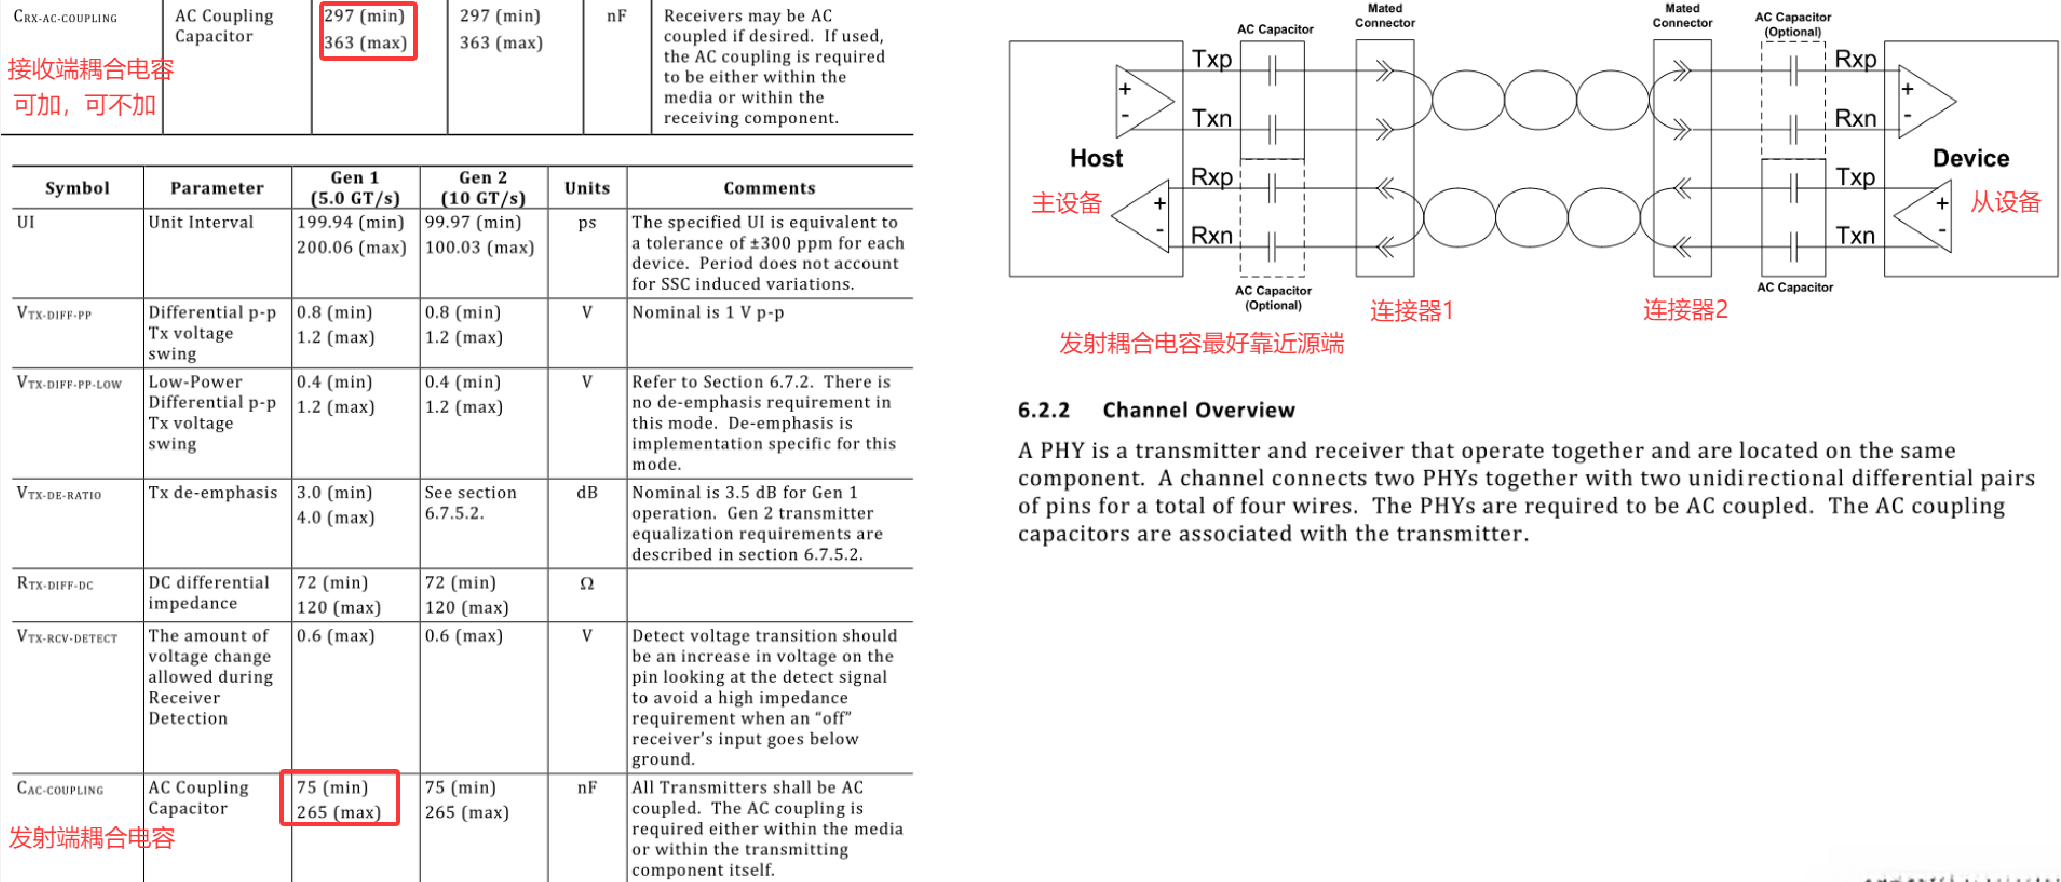 CRX-AC-COUPLING
AC Coupling
Capacitor
297 (min)
363 (max)
297 (min)
363 (max)
nF
Receivers may be AC
coupled if desired. If used,
the AC coupling is required
to be either within the
media or within the
receiving component.
接收端耦合电容
可加，可不加
Symbol
Parameter
Gen 1
(5.0 GT/s)
Gen 2
(10 GT/s)
Units
Comments
UI
Unit Interval
199.94 (min)
200.06 (max)
99.97 (min)
100.03 (max)
ps
The specified UI is equivalent to
a tolerance of ±300 ppm for each
device. Period does not account
for SSC induced variations.
VTX-DIFF-PP
Differential p-p
Tx voltage
swing
0.8 (min)
1.2 (max)
0.8 (min)
1.2 (max)
V
Nominal is 1 V p-p
VTX-DIFF-PP-LOW
Low-Power
Differential p-p
Tx voltage
swing
0.4 (min)
1.2 (max)
0.4 (min)
1.2 (max)
V
Refer to Section 6.7.2. There is
no de-emphasis requirement in
this mode. De-emphasis is
implementation specific for this
mode.
VTX-DE-RATIO
Tx de-emphasis
3.0 (min)
4.0 (max)
See section
6.7.5.2.
dB
Nominal is 3.5 dB for Gen 1
operation. Gen 2 transmitter
equalization requirements are
described in section 6.7.5.2.
RTX-DIFF-DC
DC differential
impedance
72 (min)
120 (max)
72 (min)
120 (max)
Ω
VTX-RCV-DETECT
The amount of
voltage change
allowed during
Receiver
Detection
0.6 (max)
0.6 (max)
V
Detect voltage transition should
be an increase in voltage on the
pin looking at the detect signal
to avoid a high impedance
requirement when an “off”
receiver’s input goes below
ground.
CAC-COUPLING
AC Coupling
Capacitor
75 (min)
265 (max)
75 (min)
265 (max)
nF
All Transmitters shall be AC
coupled. The AC coupling is
required either within the media
or within the transmitting
component itself.
发射端耦合电容
Mated
Connector
Mated
Connector
AC Capacitor
AC Capacitor
(Optional)
Txp
Rxp
+
-
+
-
Txn
Rxn
Host
Device
Rxp
Txp
主设备
从设备
+
-
+
-
Rxn
Txn
AC Capacitor
(Optional)
AC Capacitor
连接器1
连接器2
发射耦合电容最好靠近源端
6.2.2 Channel Overview
A PHY is a transmitter and receiver that operate together and are located on the same
component. A channel connects two PHYs together with two unidirectional differential pairs
of pins for a total of four wires. The PHYs are required to be AC coupled. The AC coupling
capacitors are associated with the transmitter.